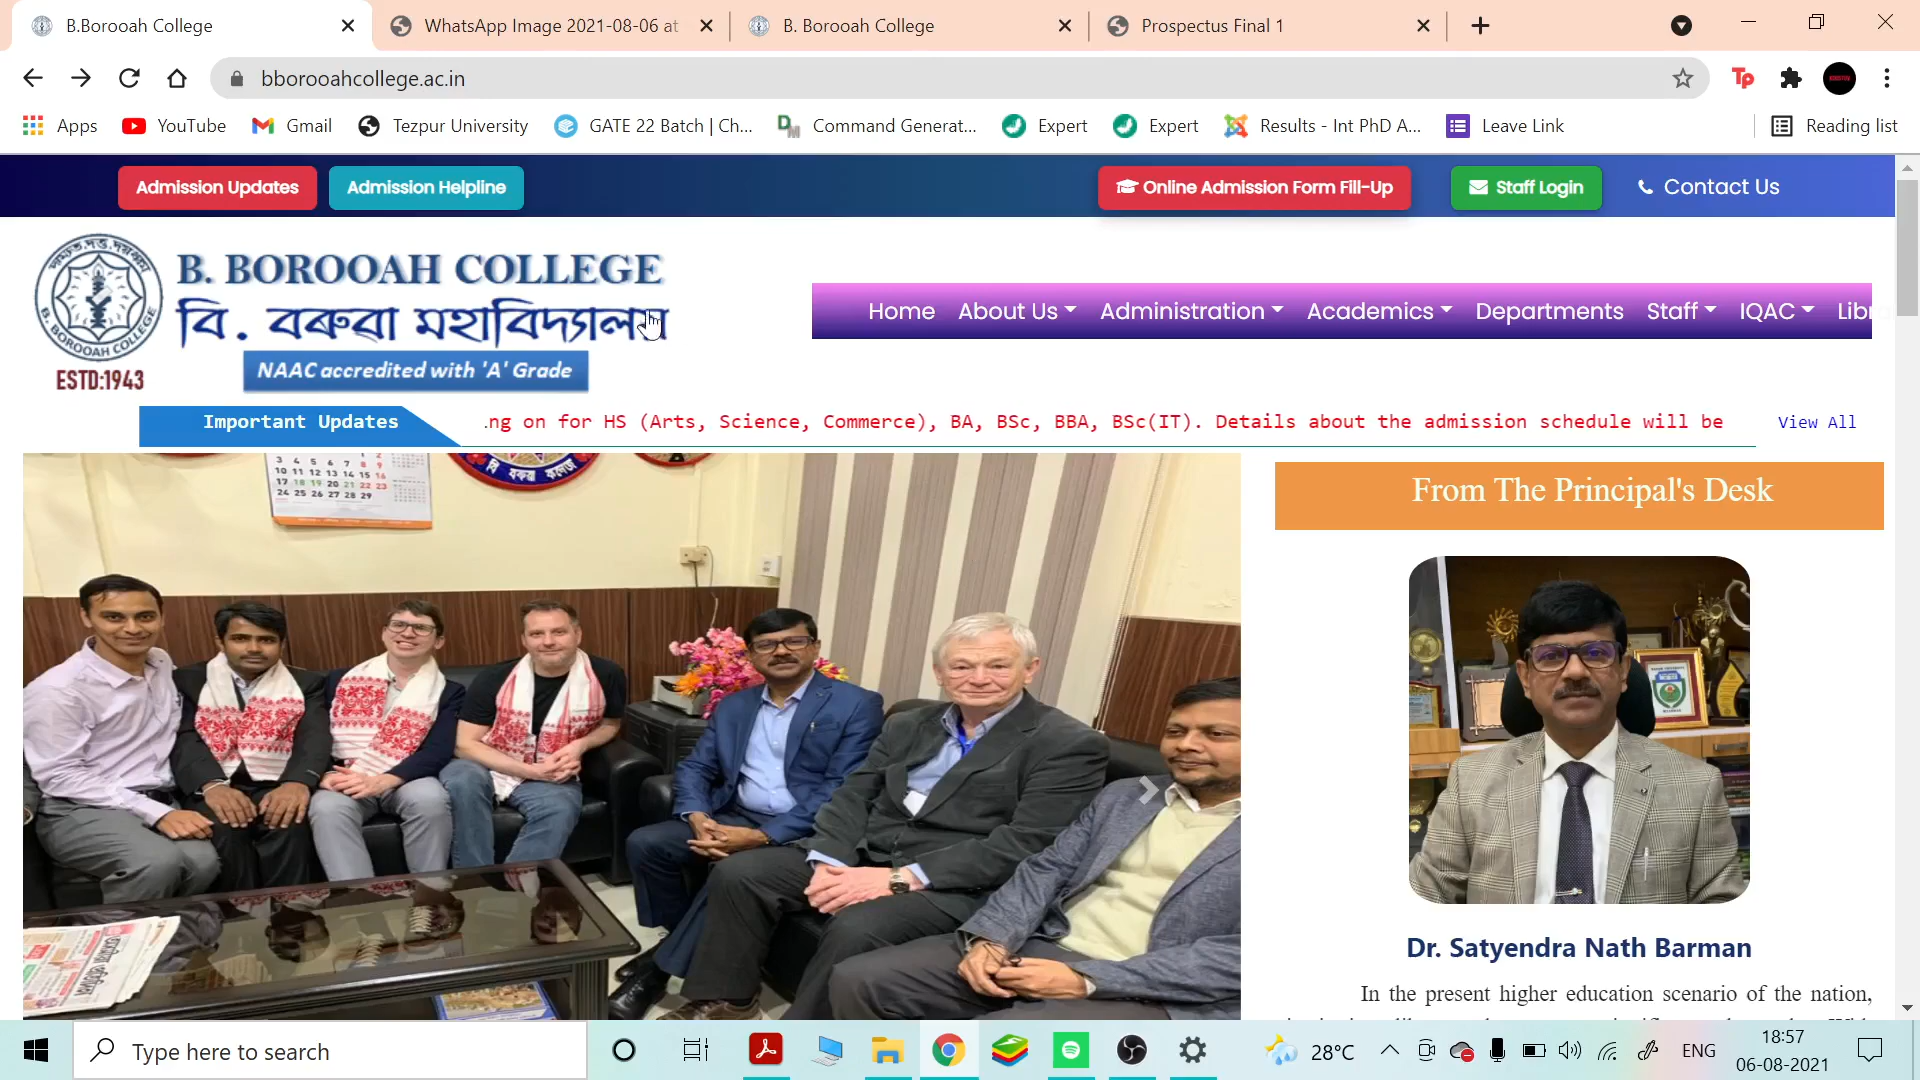 B.Borooah College
WhatsApp Image 2021-08-06 at
B. Borooah College
Prospectus Final 1
bborooahcollege.ac.in
Apps
YouTube
Gmail
Tezpur University
GATE 22 Batch | Ch...
Command Generat...
Expert
Expert
Results - Int PhD A...
Leave Link
Reading list
Admission Updates
Admission Helpline
Online Admission Form Fill-Up
Staff Login
Contact Us
B. BOROOAH COLLEGE
বি. বৰুৱা মহাবিদ্যালয়
NAAC accredited with 'A' Grade
B. BOROOAH COLLEGE
ESTD:1943
Home
About Us
Administration
Academics
Departments
Staff
IQAC
Libr
Important Updates
ng on for HS (Arts, Science, Commerce), BA, BSc, BBA, BSc(IT). Details about the admission schedule will be
View All
From The Principal's Desk
Dr. Satyendra Nath Barman
In the present higher education scenario of the nation,
Type here to search
28°C
ENG
18:57
06-08-2021